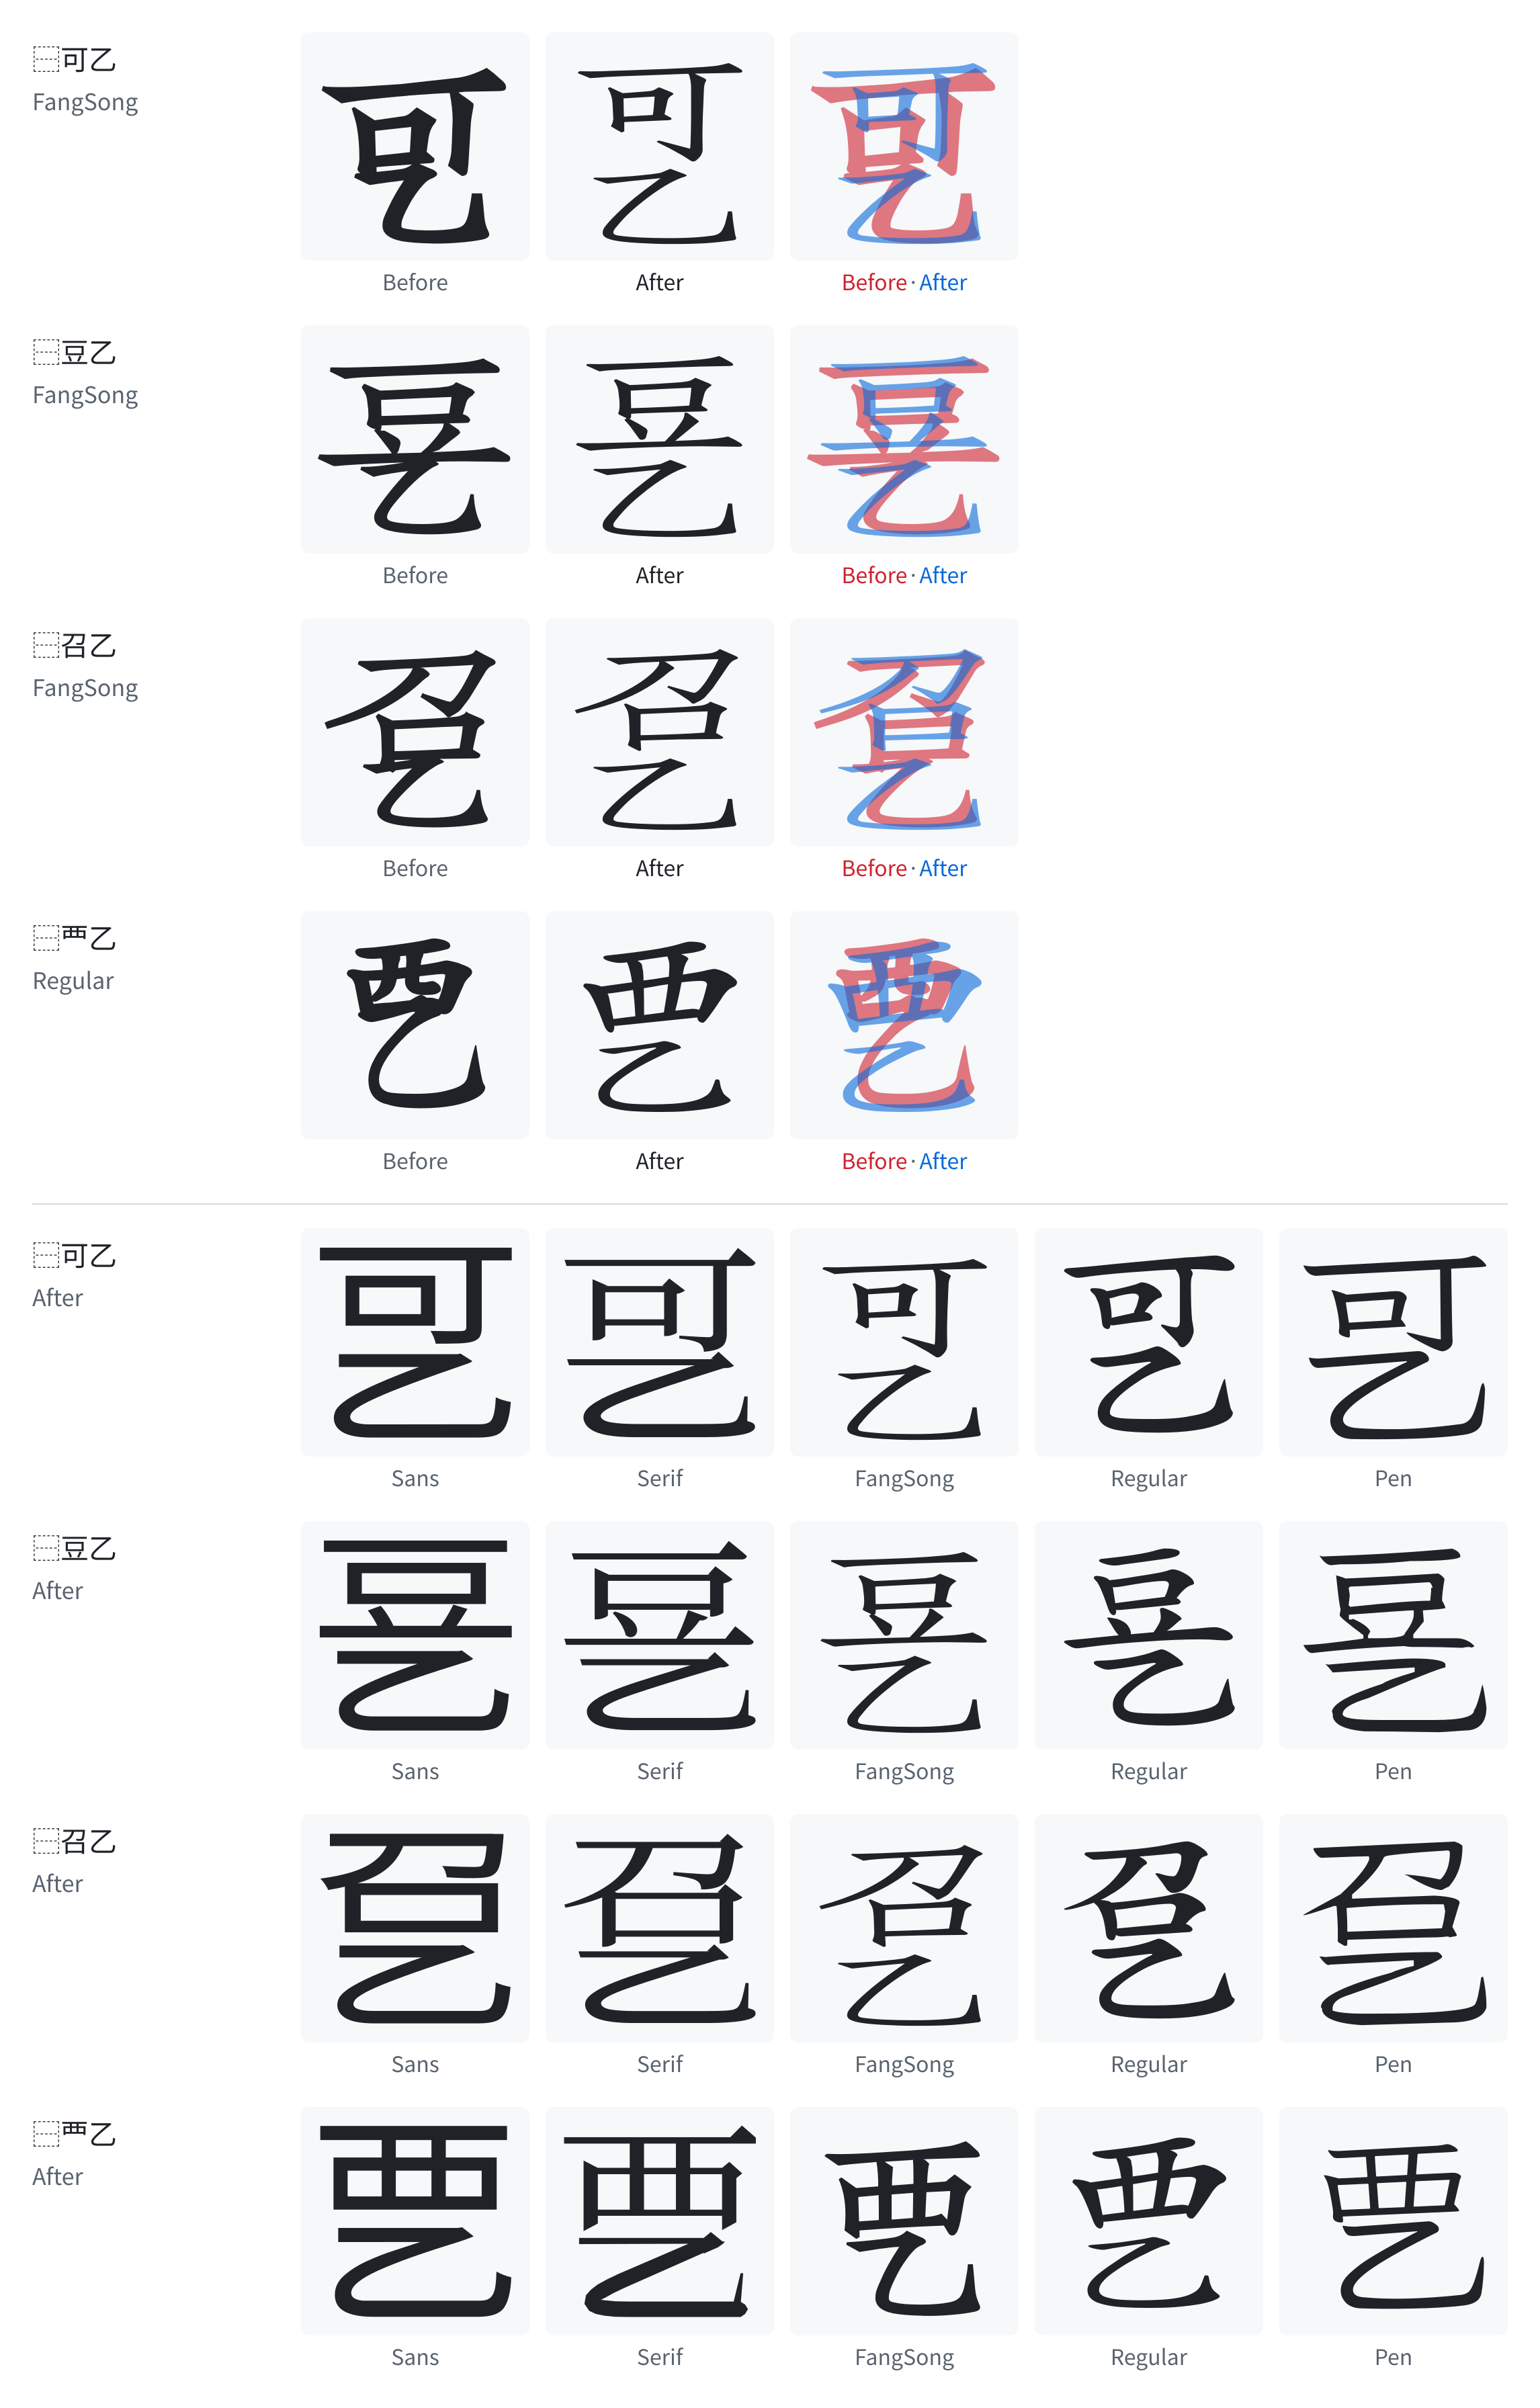 ⿱可乙
FangSong
Before
After
Before · After
⿱豆乙
FangSong
Before
After
Before · After
⿱召乙
FangSong
Before
After
Before · After
⿱覀乙
Regular
Before
After
Before · After
⿱可乙
After
Sans
Serif
FangSong
Regular
Pen
⿱豆乙
After
Sans
Serif
FangSong
Regular
Pen
⿱召乙
After
Sans
Serif
FangSong
Regular
Pen
⿱覀乙
After
Sans
Serif
FangSong
Regular
Pen